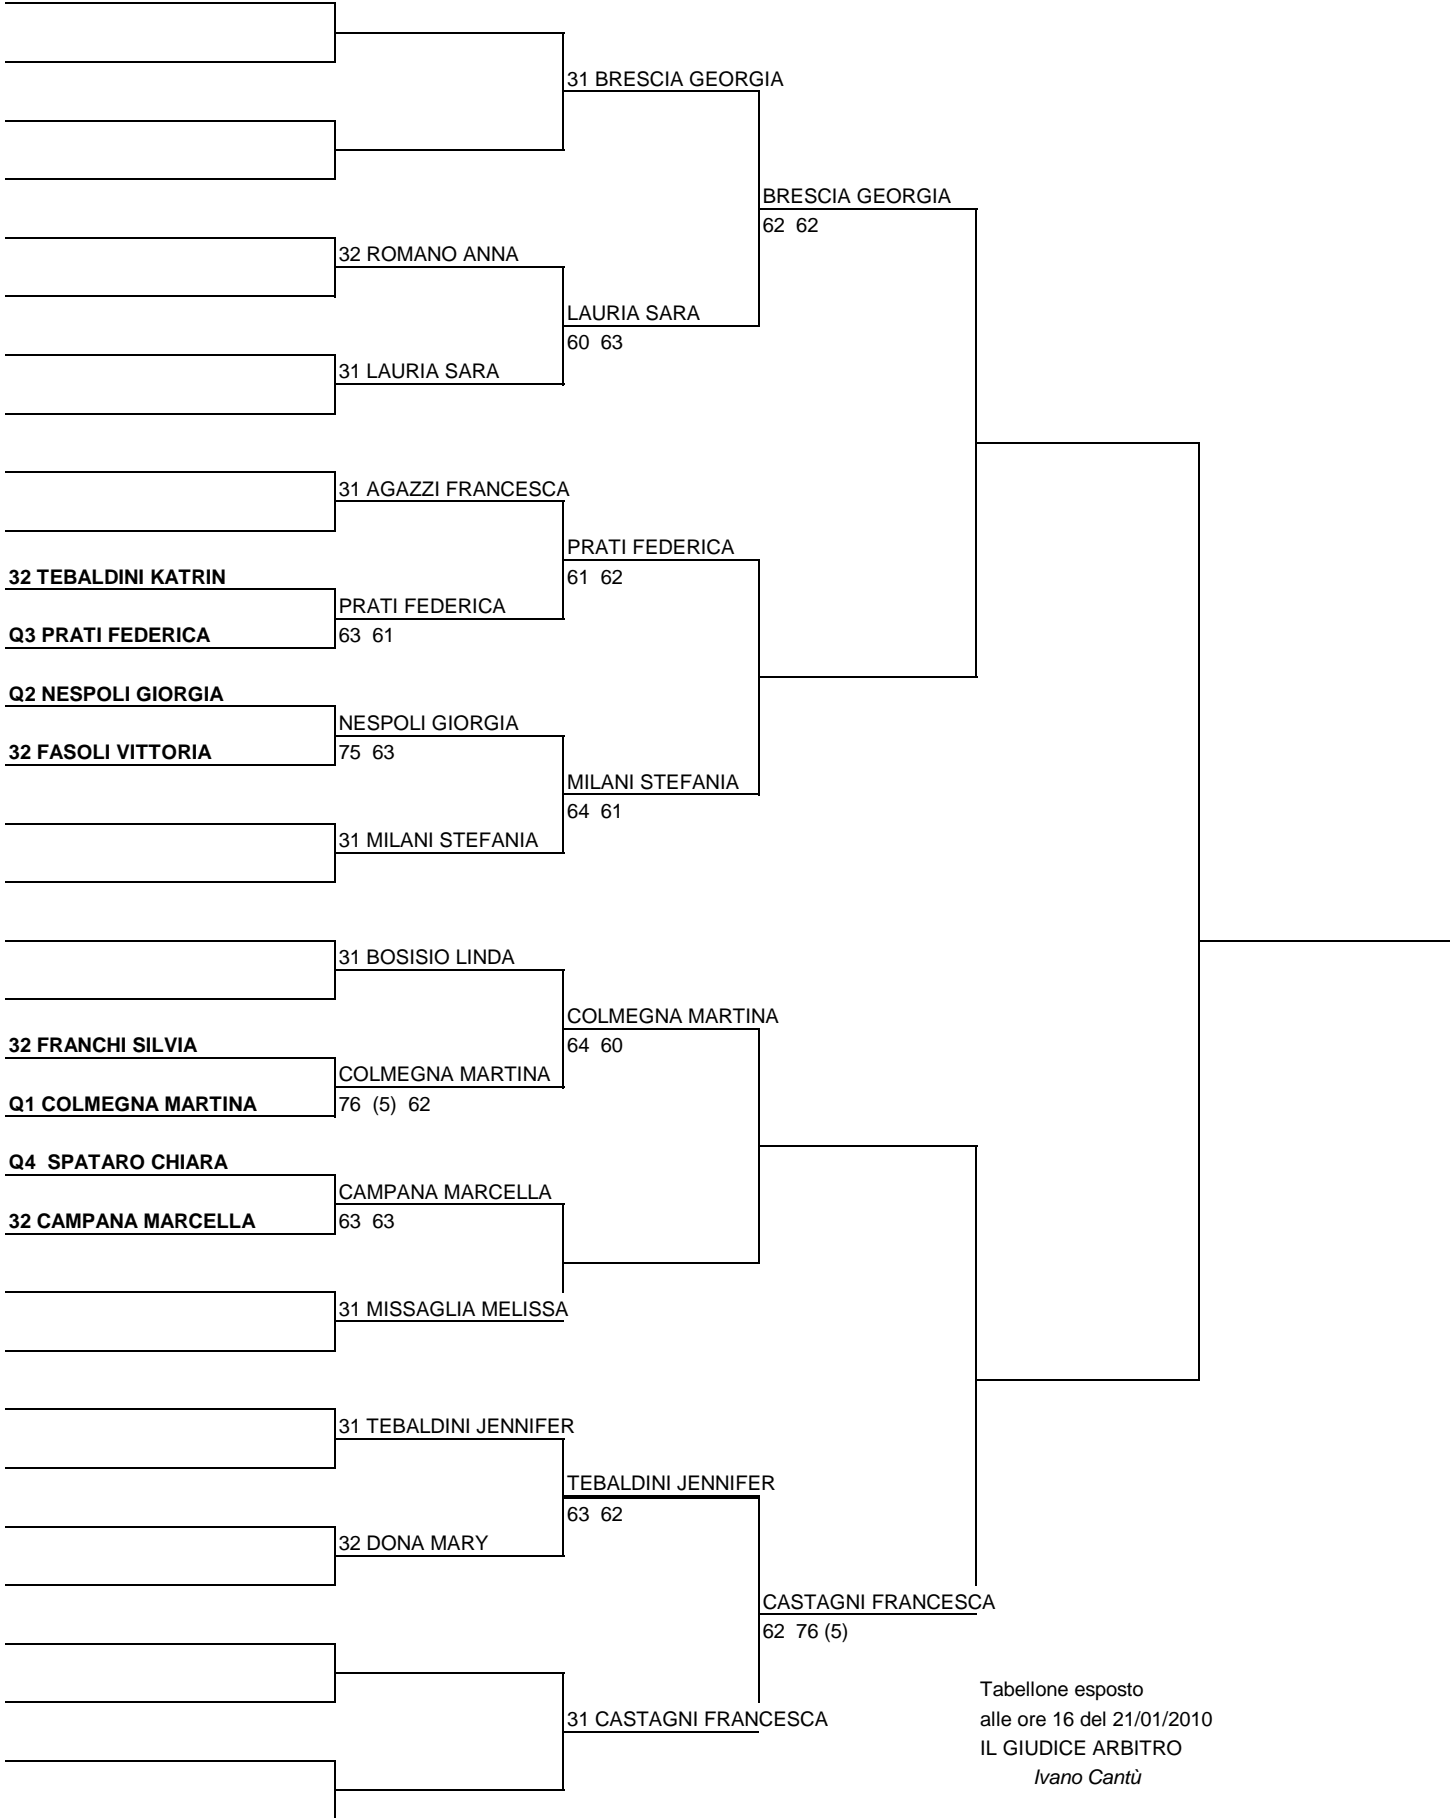 31 BRESCIA GEORGIA
BRESCIA GEORGIA
62 62
32 ROMANO ANNA
LAURIA SARA
60 63
31 LAURIA SARA
31 AGAZZI FRANCESCA
PRATI FEDERICA
32 TEBALDINI KATRIN
61 62
PRATI FEDERICA
Q3 PRATI FEDERICA
63 61
Q2 NESPOLI GIORGIA
NESPOLI GIORGIA
32 FASOLI VITTORIA
75 63
MILANI STEFANIA
64 61
31 MILANI STEFANIA
31 BOSISIO LINDA
COLMEGNA MARTINA
32 FRANCHI SILVIA
64 60
COLMEGNA MARTINA
Q1 COLMEGNA MARTINA
76 (5) 62
Q4 SPATARO CHIARA
CAMPANA MARCELLA
32 CAMPANA MARCELLA
63 63
31 MISSAGLIA MELISSA
31 TEBALDINI JENNIFER
TEBALDINI JENNIFER
63 62
32 DONA MARY
CASTAGNI FRANCESCA
62 76 (5)
31 CASTAGNI FRANCESCA
Tabellone esposto
alle ore 16 del 21/01/2010
IL GIUDICE ARBITRO
Ivano Cantù